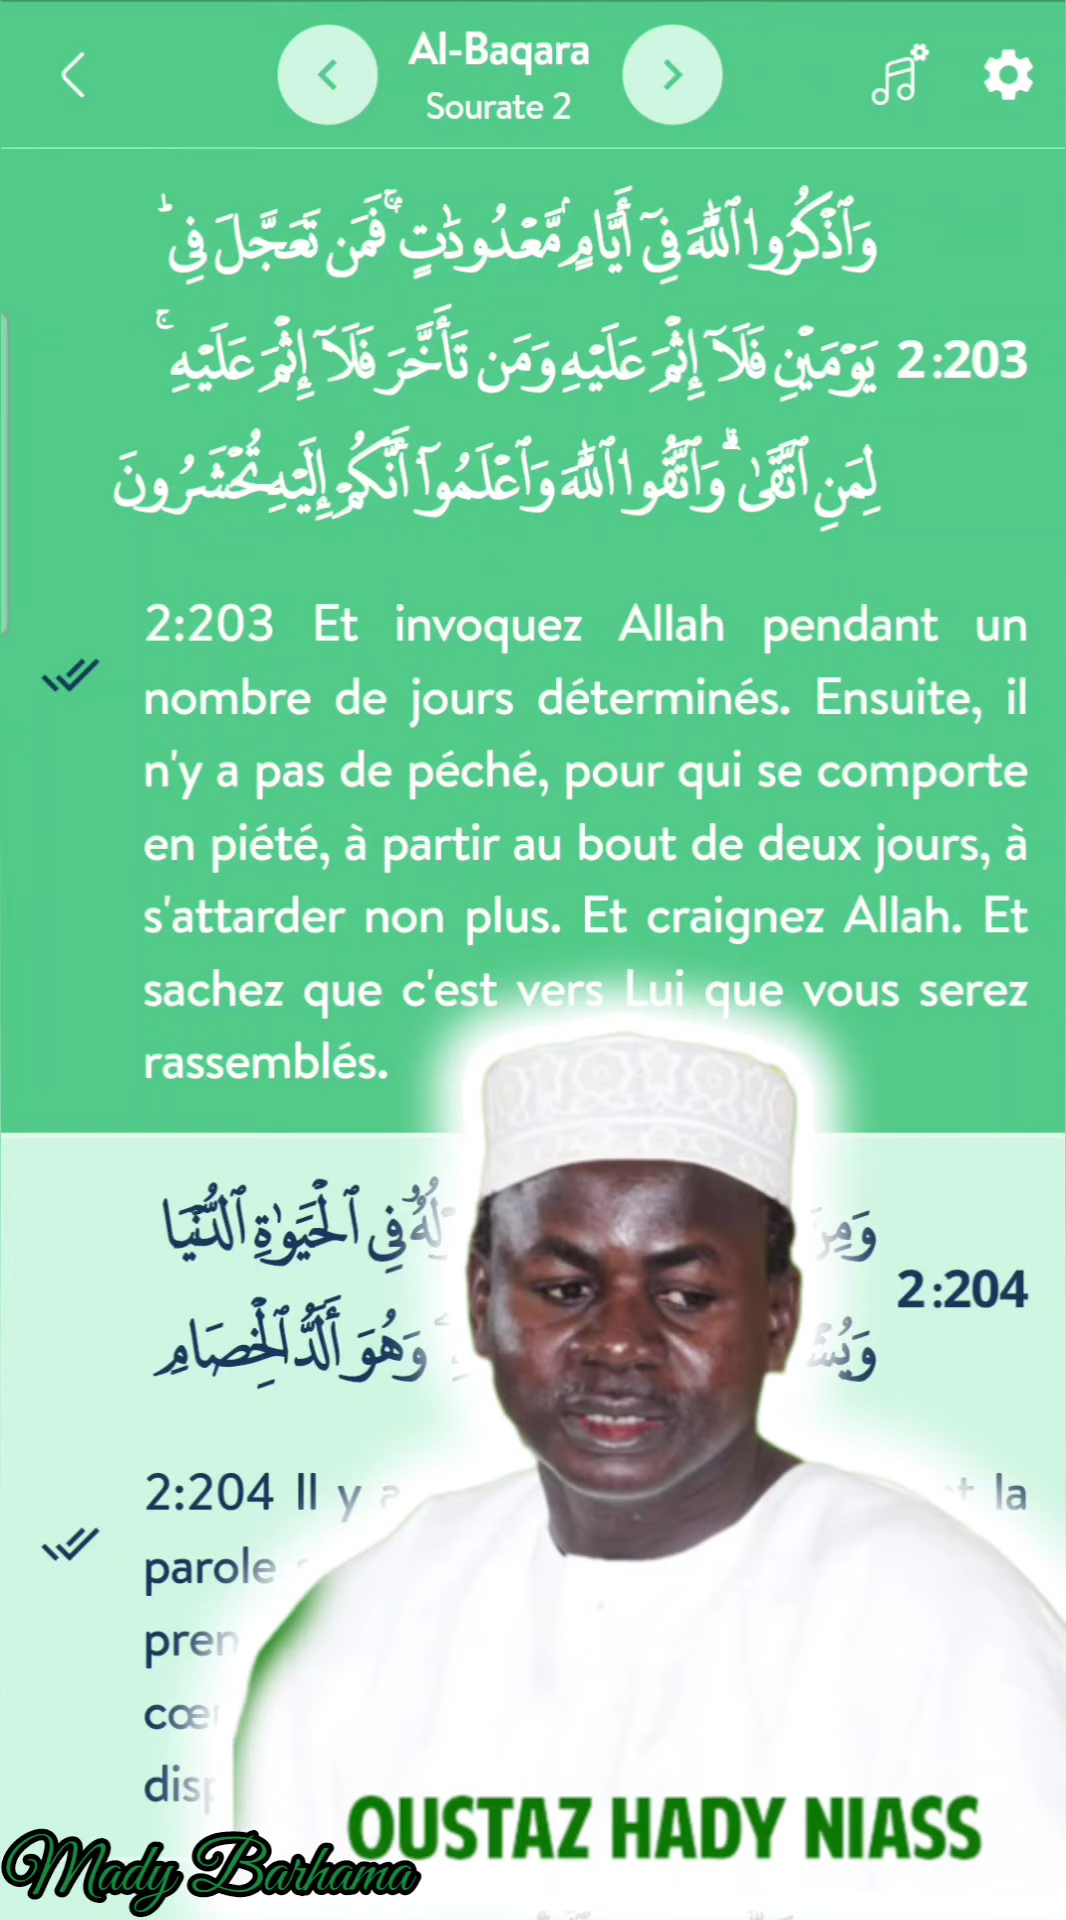 Al-Baqara
Sourate 2
وَٱذْكُرُوا۟ ٱللَّهَ فِىٓ أَيَّامٍ مَّعْدُودَٰتٍ ۚ فَمَن تَعَجَّلَ فِى
يَوْمَيْنِ فَلَآ إِثْمَ عَلَيْهِ وَمَن تَأَخَّرَ فَلَآ إِثْمَ عَلَيْهِ ۚ 2:203
لِمَنِ ٱتَّقَىٰ ۗ وَٱتَّقُوا۟ ٱللَّهَ وَٱعْلَمُوٓا۟ أَنَّكُمْ إِلَيْهِ تُحْشَرُونَ
2:203 Et invoquez Allah pendant un
nombre de jours déterminés. Ensuite, il
n'y a pas de péché, pour qui se comporte
en piété, à partir au bout de deux jours, à
s'attarder non plus. Et craignez Allah. Et
sachez que c'est vers Lui que vous serez
rassemblés.
فِى ٱلْحَيَوٰةِ ٱلدُّنْيَا
2:204
وَهُوَ أَلَدُّ ٱلْخِصَامِ
2:204 Il y a la
parole
OUSTAZ HADY NIASS
Mady Barhama